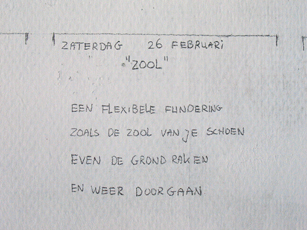 ZATERDAG 26 FEBRUARI
"ZOOL"
EEN FLEXIBELE FUNDERING
ZOALS DE ZOOL VAN JE SCHOEN
EVEN DE GROND RAKEN
EN WEER DOORGAAN